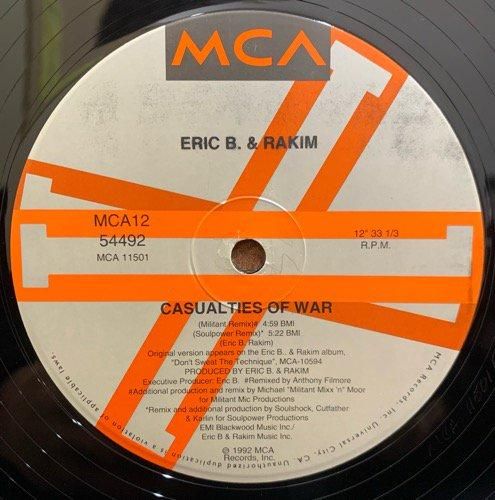 MCA
ERIC B. & RAKIM
MCA12
54492
MCA 11501
12" 33 1/3
R.P.M.
CASUALTIES OF WAR
(Militant Remix)# 4:59 BMI
(Soulpower Remix)* 5:22 BMI
(Eric B. Rakim)
Original version appears on the Eric B.. & Rakim album,
"Don't Sweat The Technique", MCA-10594
PRODUCED BY ERIC B. & RAKIM
Executive Producer: Eric B. #Remixed by Anthony Filmore
#Additional production and remix by Michael "Militant Mixx 'n" Moor
for Militant Mic Productions
*Remix and additional production by Soulshock, Cutfather
& Karlin for Soulpower Productions
EMI Blackwood Music Inc./
Eric B & Rakim Music Inc.
℗ 1992 MCA
Records, Inc.
MCA Records, Inc., Universal City, CA. Unauthorized duplication is a violation of applicable laws.